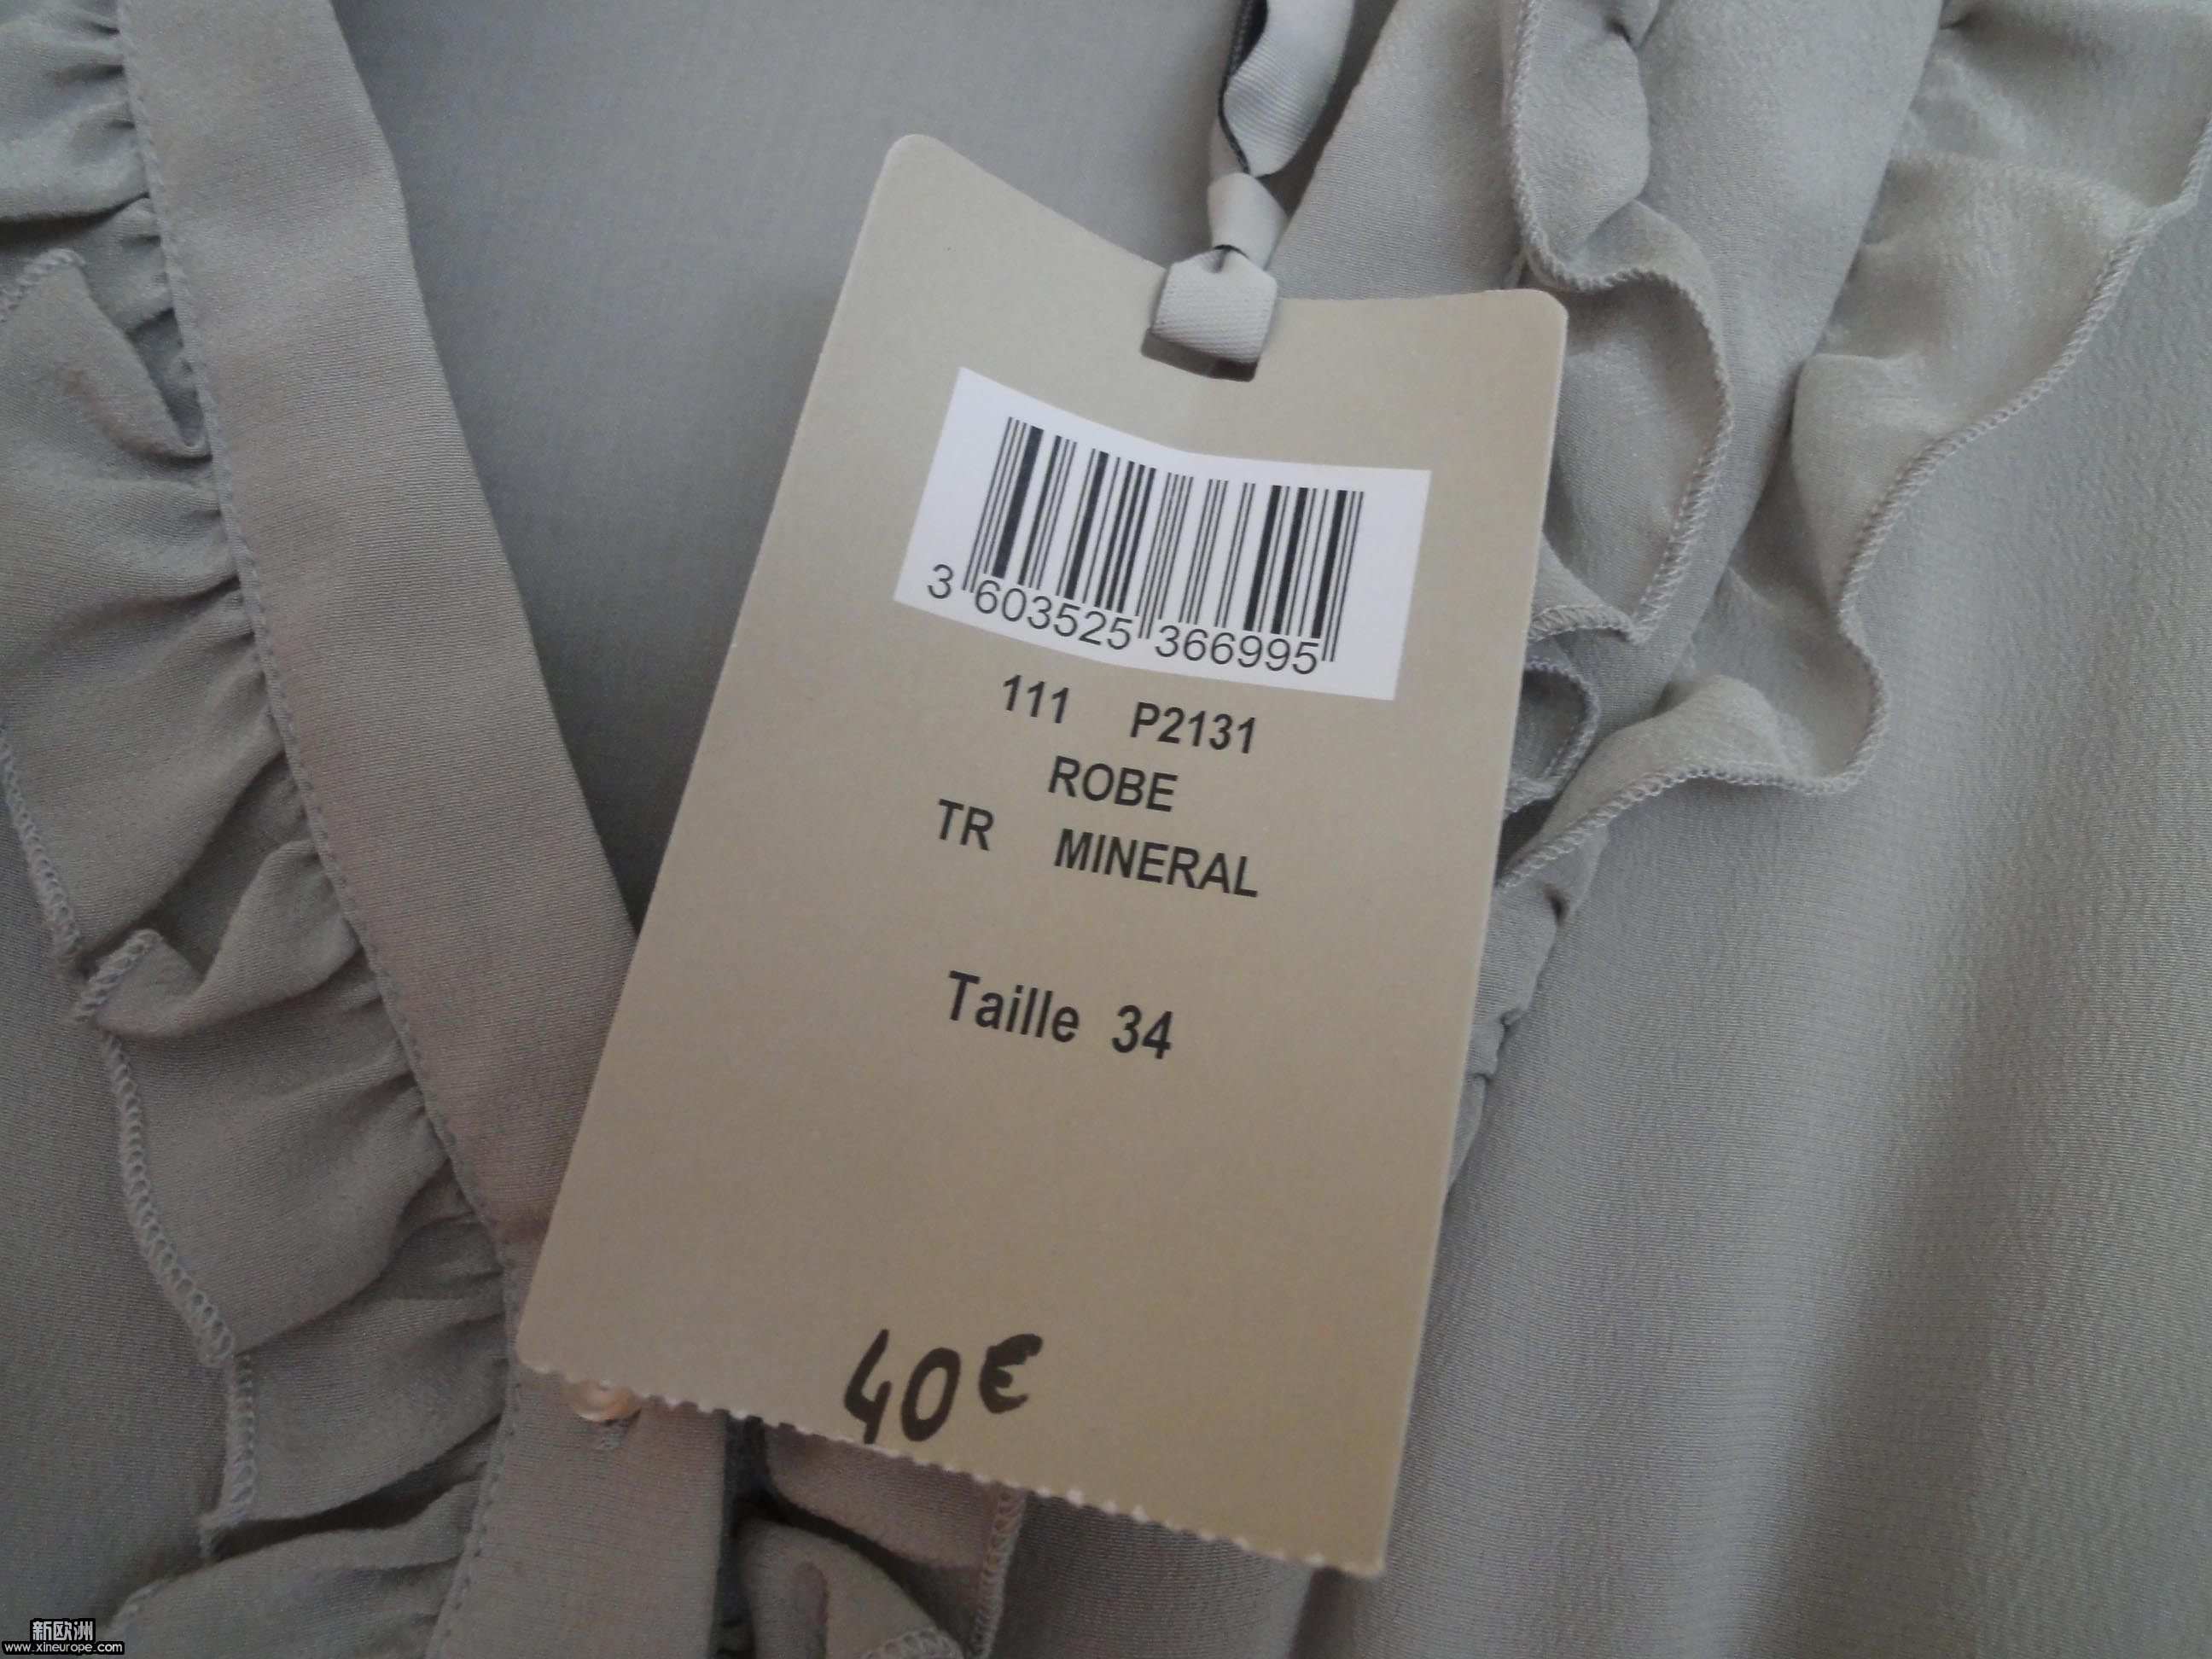 3 603525 366995
111 P2131
ROBE
TR MINERAL
Taille 34
40€
新欧洲
www.xineurope.com